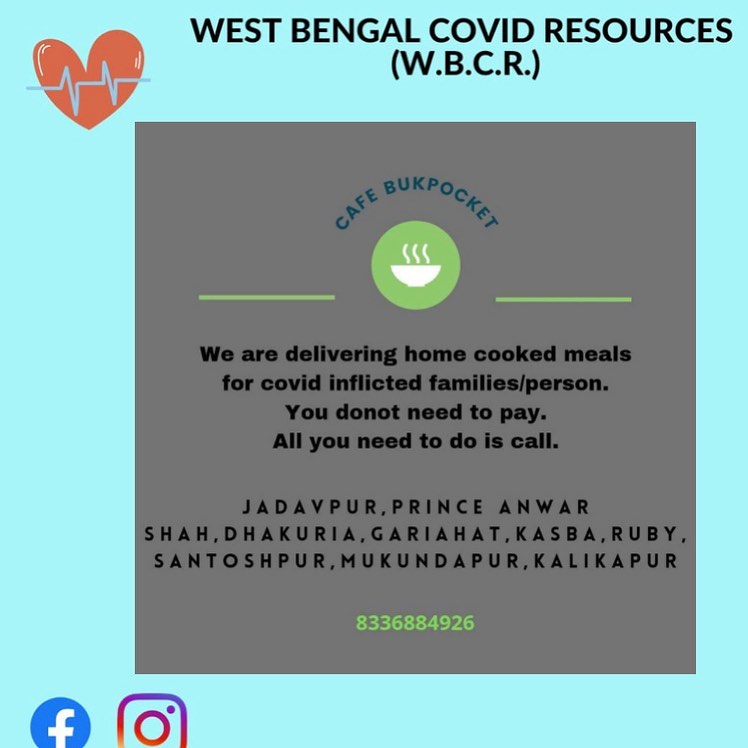 WEST BENGAL COVID RESOURCES
(W.B.C.R.)
CAFE BUKPOCKET
We are delivering home cooked meals
for covid inflicted families/person.
You donot need to pay.
All you need to do is call.
JADAVPUR,PRINCE ANWAR
SHAH,DHAKURIA,GARIAHAT,KASBA,RUBY,
SANTOSHPUR,MUKUNDAPUR,KALIKAPUR
8336884926